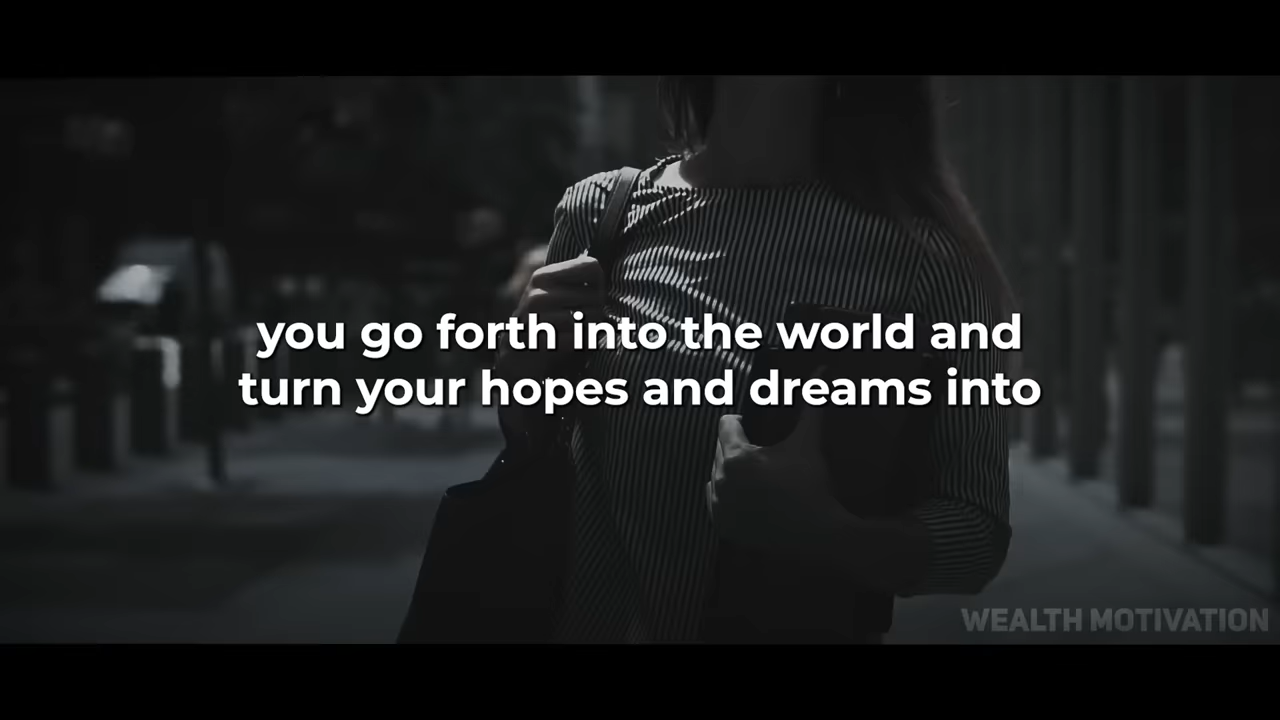 you go forth into the world and
turn your hopes and dreams into
WEALTH MOTIVATION